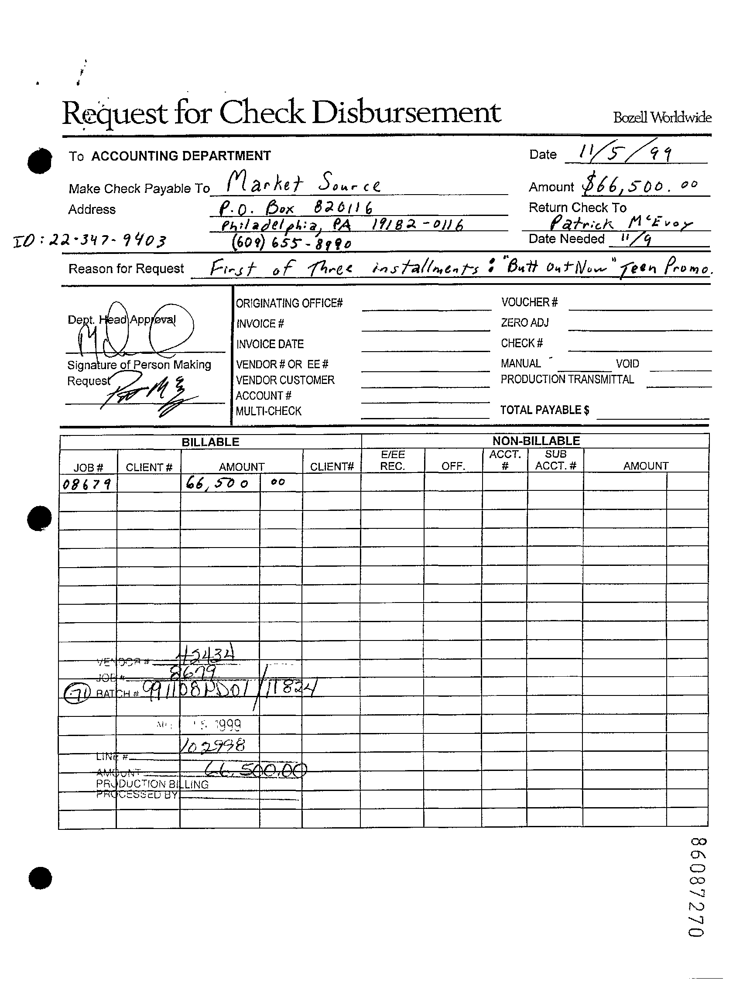 Request for Check Disbursement
Bozell Worldwide
To ACCOUNTING DEPARTMENT
Date 11/5/99
Make Check Payable To Market Source
Amount $66,500.00
Address P.O. Box 820116
Return Check To
Philadelphia, PA 19182-0116
Patrick McEvoy
ID: 22-347-9403
(609) 655-8990
Date Needed 11/9
Reason for Request First of Three installments: "Butt Out Now" Teen Promo.
Dept. Head Approval
Signature of Person Making
Request
ORIGINATING OFFICE#
INVOICE #
INVOICE DATE
VENDOR # OR EE #
VENDOR CUSTOMER
ACCOUNT #
MULTI-CHECK
VOUCHER #
ZERO ADJ
CHECK #
MANUAL VOID
PRODUCTION TRANSMITTAL
TOTAL PAYABLE $
BILLABLE NON-BILLABLE
JOB # CLIENT # AMOUNT CLIENT# E/EE REC. OFF. ACCT. # SUB ACCT. # AMOUNT
08679 66,500 00
VENDOR # 42434
JOB # 8679
71 BATCH # 991108PD01/11824
1999
102998
LINE #
AMOUNT 66,500.00
PRODUCTION BILLING
PROCESSED BY
86087270